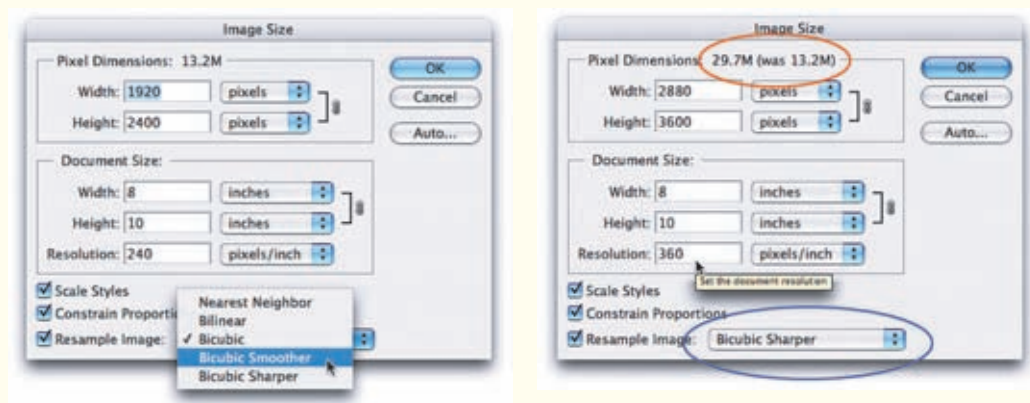 Image Size
Pixel Dimensions: 13.2M
Width: 1920 pixels
Height: 2400 pixels
OK
Cancel
Auto...
Document Size:
Width: 8 inches
Height: 10 inches
Resolution: 240 pixels/inch
Scale Styles
Constrain Proporti
Resample Image:
Nearest Neighbor
Bilinear
✓ Bicubic
Bicubic Smoother
Bicubic Sharper
Image Size
Pixel Dimensions: 29.7M (was 13.2M)
Width: 2880 pixels
Height: 3600 pixels
OK
Cancel
Auto...
Document Size:
Width: 8 inches
Height: 10 inches
Resolution: 360 pixels/inch
Set the document resolution
Scale Styles
Constrain Proportions
Resample Image: Bicubic Sharper